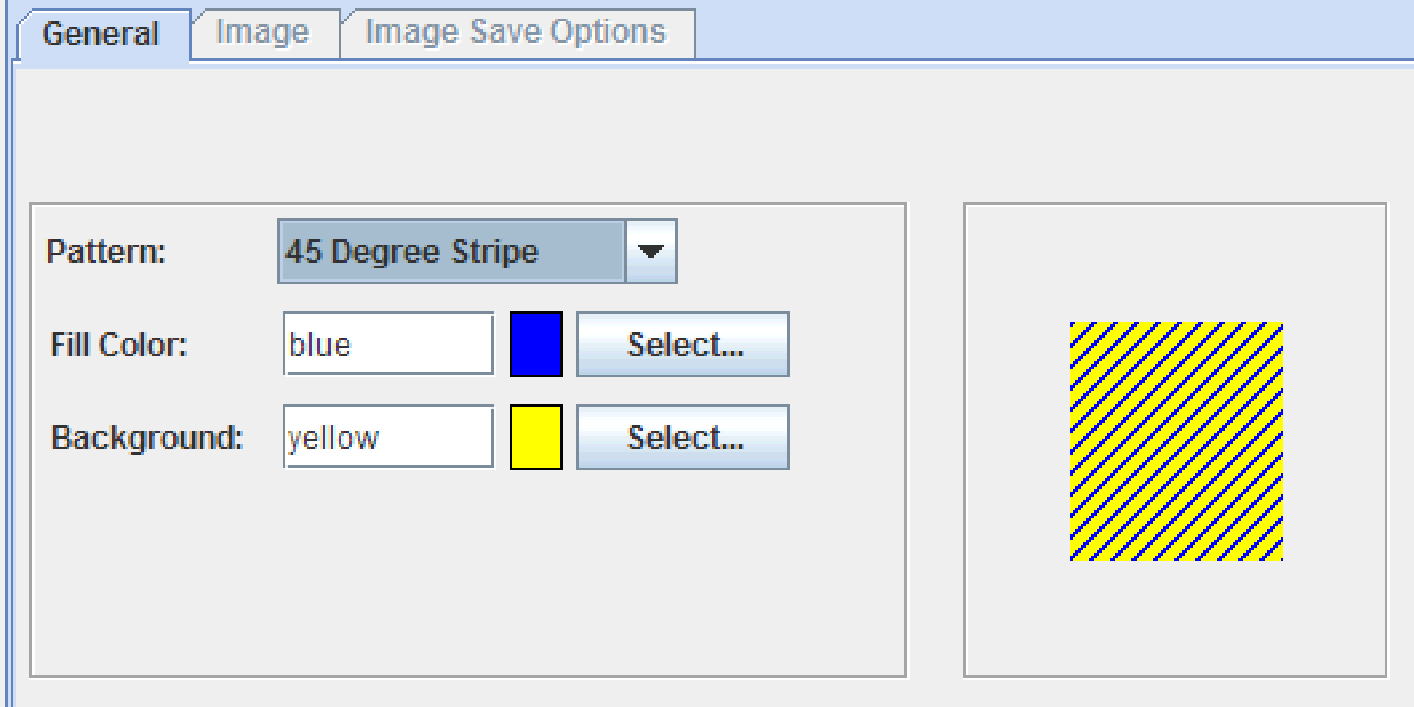 General Image Image Save Options
Pattern: 45 Degree Stripe
Fill Color: blue Select...
Background: yellow Select...